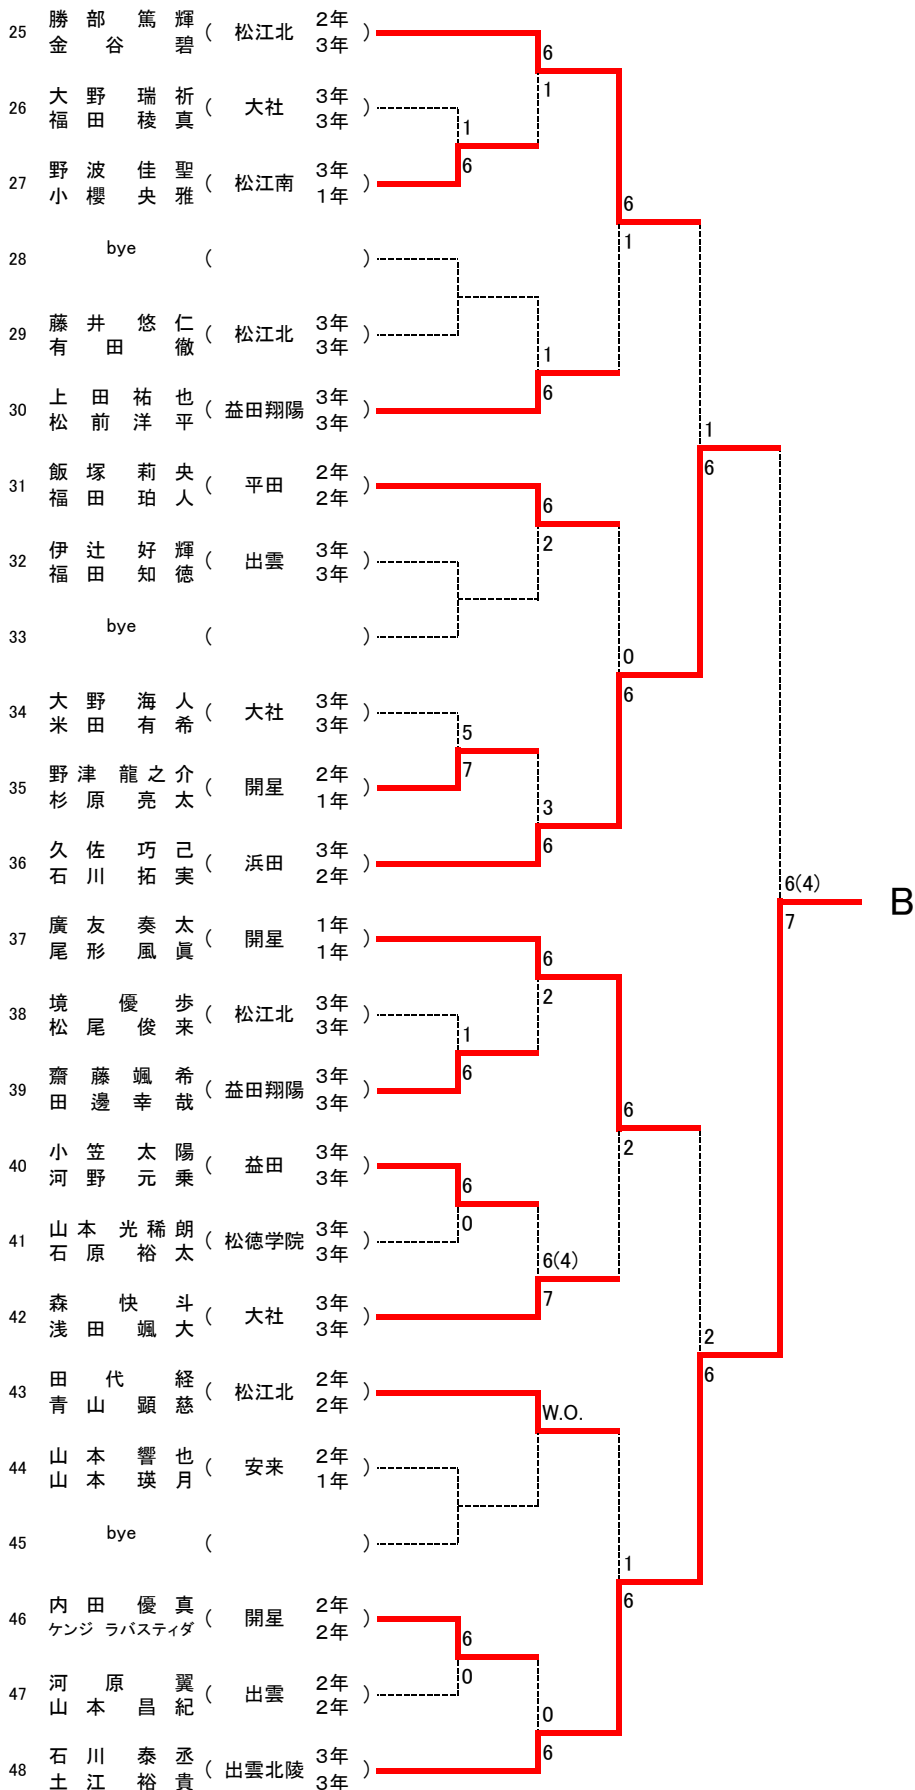 25 勝部 篤輝 ( 松江北 2年 )
金谷 碧 3年
6
1
26 大野 瑞祈 ( 大社 3年 )
福田 稜真 3年
1
6
27 野波 佳聖 ( 松江南 3年 )
小櫻 央雅 1年
6
1
28 bye ( )
29 藤井 悠仁 ( 松江北 3年 )
有田 徹 3年
1
6
30 上田 祐也 ( 益田翔陽 3年 )
松前 洋平 3年
1
6
31 飯塚 莉央 ( 平田 2年 )
福田 珀人 2年
6
2
32 伊辻 好輝 ( 出雲 3年 )
福田 知徳 3年
33 bye ( )
0
6
34 大野 海人 ( 大社 3年 )
米田 有希 3年
5
7
35 野津 龍之介 ( 開星 2年 )
杉原 亮太 1年
3
6
36 久佐 巧己 ( 浜田 3年 )
石川 拓実 2年
6(4)
7
B
37 廣友 奏太 ( 開星 1年 )
尾形 風眞 1年
6
2
38 境 優歩 ( 松江北 3年 )
松尾 俊来 3年
1
6
39 齋藤 颯希 ( 益田翔陽 3年 )
田邊 幸哉 3年
6
2
40 小笠 太陽 ( 益田 3年 )
河野 元乗 3年
6
0
41 山本 光稀朗 ( 松徳学院 3年 )
石原 裕太 3年
6(4)
7
42 森 快斗 ( 大社 3年 )
浅田 颯大 3年
2
6
43 田代 経 ( 松江北 2年 )
青山 顕慈 2年
W.O.
44 山本 響也 ( 安来 2年 )
山本 瑛月 1年
45 bye ( )
1
6
46 内田 優真 ( 開星 2年 )
ケンジ ラバスティダ 2年
6
0
47 河原 翼 ( 出雲 2年 )
山本 昌紀 2年
0
6
48 石川 泰丞 ( 出雲北陵 3年 )
土江 裕貴 3年